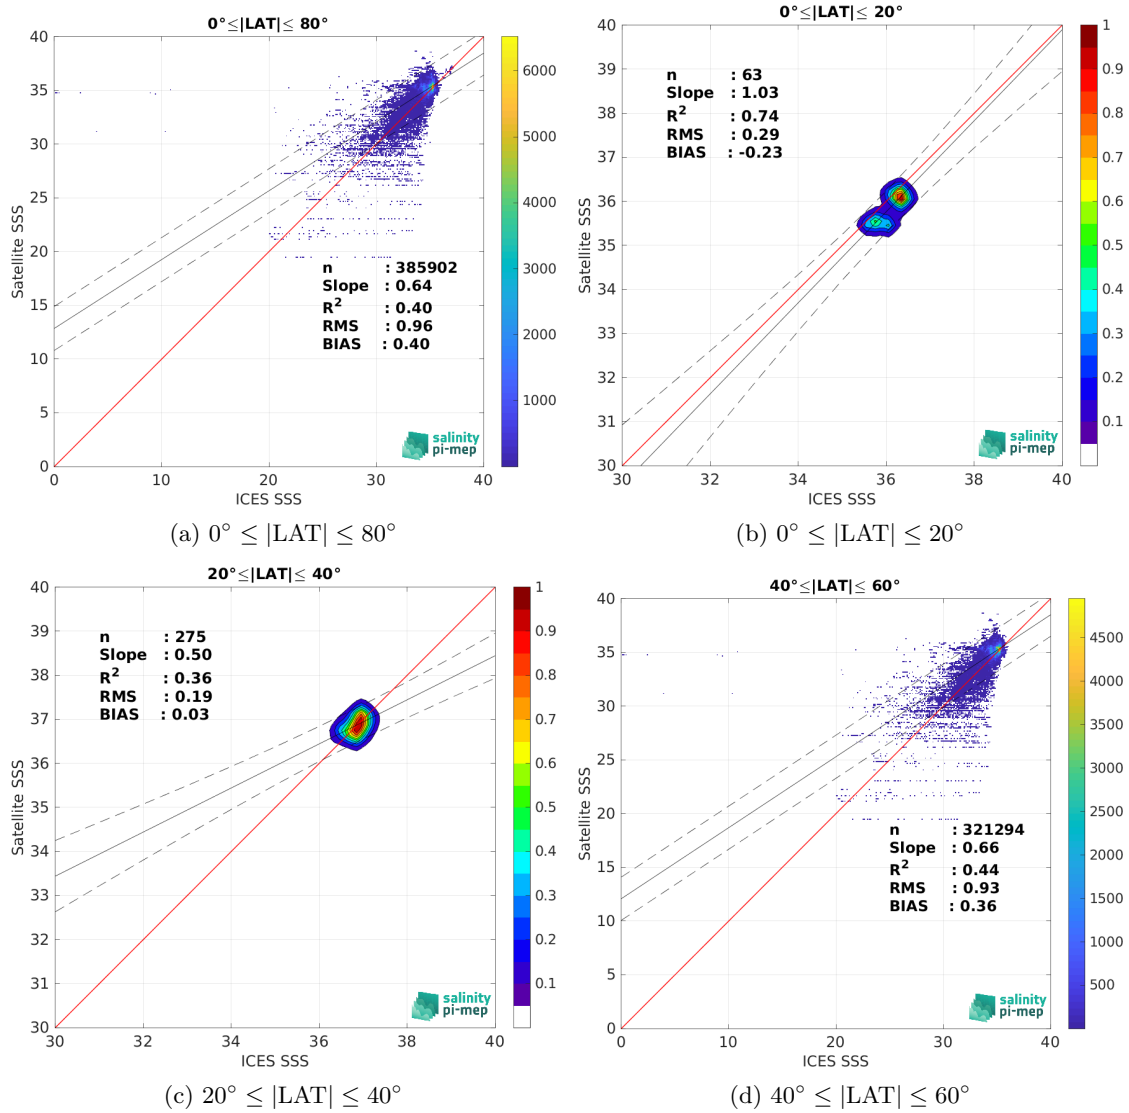 0°≤|LAT|≤ 80°
40
35
30
25
20
15
10
5
0
0
10
20
30
40
Satellite SSS
ICES SSS
n : 385902
Slope : 0.64
R² : 0.40
RMS : 0.96
BIAS : 0.40
6000
5000
4000
3000
2000
1000
salinity
pi-mep
(a) 0° ≤ |LAT| ≤ 80°
0°≤|LAT|≤ 20°
40
39
38
37
36
35
34
33
32
31
30
30
32
34
36
38
40
Satellite SSS
ICES SSS
n : 63
Slope : 1.03
R² : 0.74
RMS : 0.29
BIAS : -0.23
1
0.9
0.8
0.7
0.6
0.5
0.4
0.3
0.2
0.1
salinity
pi-mep
(b) 0° ≤ |LAT| ≤ 20°
20°≤|LAT|≤ 40°
40
39
38
37
36
35
34
33
32
31
30
30
32
34
36
38
40
Satellite SSS
ICES SSS
n : 275
Slope : 0.50
R² : 0.36
RMS : 0.19
BIAS : 0.03
1
0.9
0.8
0.7
0.6
0.5
0.4
0.3
0.2
0.1
salinity
pi-mep
(c) 20° ≤ |LAT| ≤ 40°
40°≤|LAT|≤ 60°
40
35
30
25
20
15
10
5
0
0
10
20
30
40
Satellite SSS
ICES SSS
n : 321294
Slope : 0.66
R² : 0.44
RMS : 0.93
BIAS : 0.36
4500
4000
3500
3000
2500
2000
1500
1000
500
salinity
pi-mep
(d) 40° ≤ |LAT| ≤ 60°